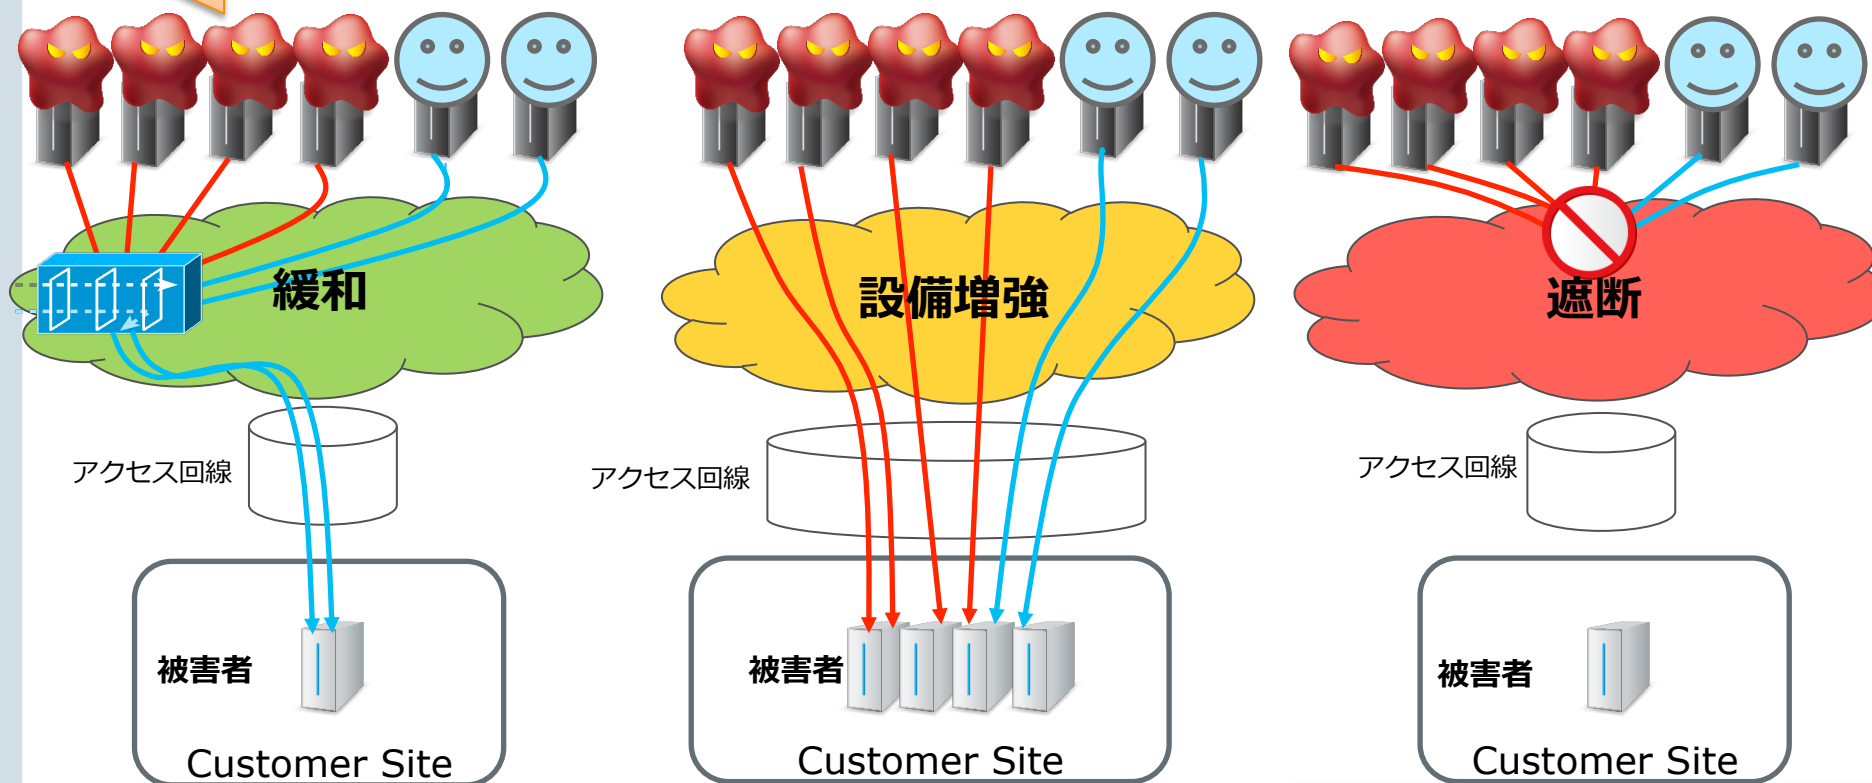 緩和
設備増強
遮断
アクセス回線
アクセス回線
アクセス回線
被害者
被害者
被害者
Customer Site
Customer Site
Customer Site